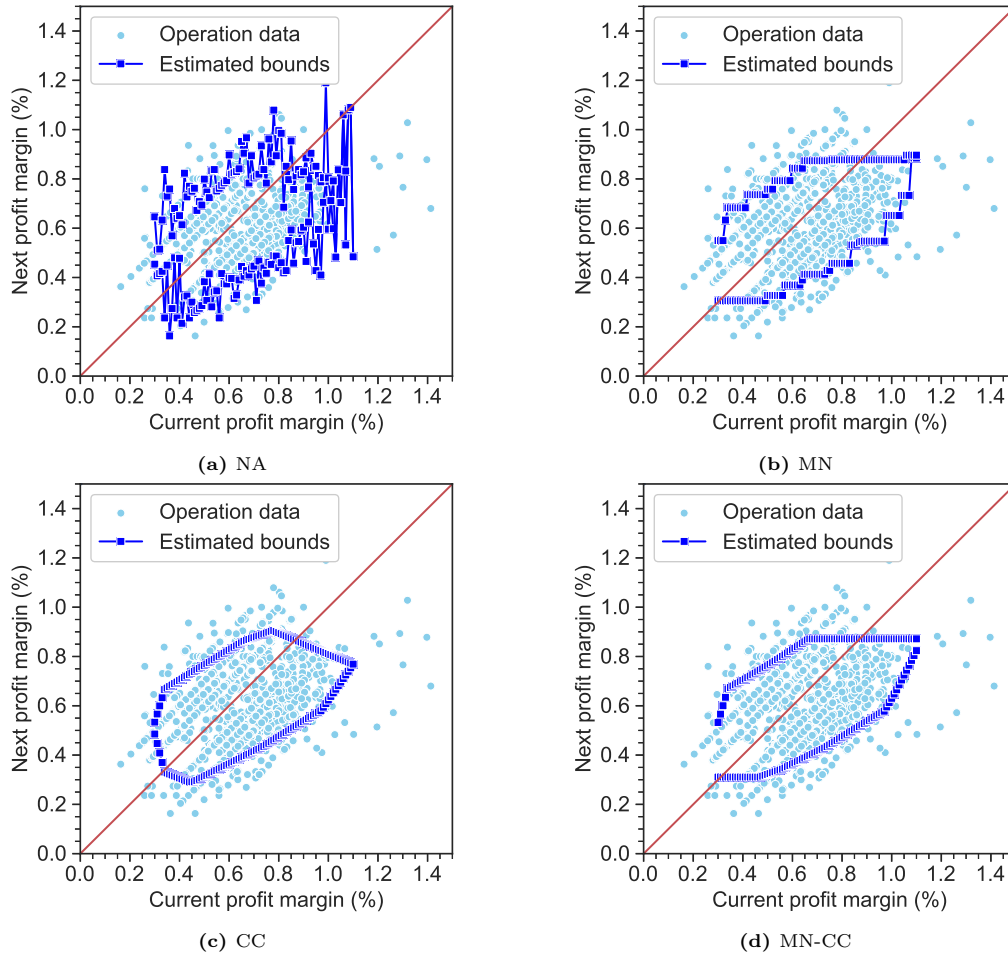 Operation data
Estimated bounds
Next profit margin (%)
1.4
1.2
1.0
0.8
0.6
0.4
0.2
0.0
0.0 0.2 0.4 0.6 0.8 1.0 1.2 1.4
Current profit margin (%)
(a) NA
Operation data
Estimated bounds
Next profit margin (%)
1.4
1.2
1.0
0.8
0.6
0.4
0.2
0.0
0.0 0.2 0.4 0.6 0.8 1.0 1.2 1.4
Current profit margin (%)
(b) MN
Operation data
Estimated bounds
Next profit margin (%)
1.4
1.2
1.0
0.8
0.6
0.4
0.2
0.0
0.0 0.2 0.4 0.6 0.8 1.0 1.2 1.4
Current profit margin (%)
(c) CC
Operation data
Estimated bounds
Next profit margin (%)
1.4
1.2
1.0
0.8
0.6
0.4
0.2
0.0
0.0 0.2 0.4 0.6 0.8 1.0 1.2 1.4
Current profit margin (%)
(d) MN-CC